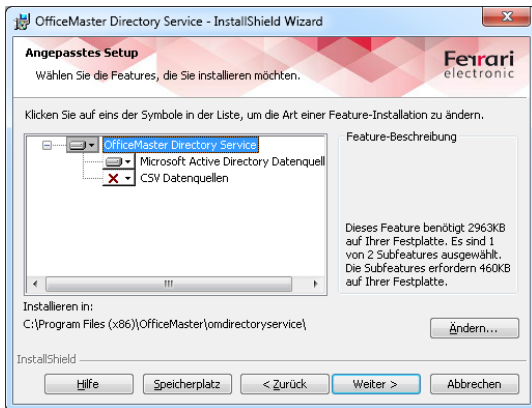 OfficeMaster Directory Service - InstallShield Wizard
Angepasstes Setup
Wählen Sie die Features, die Sie installieren möchten.
Ferrari
electronic
Klicken Sie auf eins der Symbole in der Liste, um die Art einer Feature-Installation zu ändern.
OfficeMaster Directory Service
Microsoft Active Directory Datenquell
CSV Datenquellen
Feature-Beschreibung
Dieses Feature benötigt 2963KB
auf Ihrer Festplatte. Es sind 1
von 2 Subfeatures ausgewählt.
Die Subfeatures erfordern 460KB
auf Ihrer Festplatte.
Installieren in:
C:\Program Files (x86)\OfficeMaster\omdirectoryservice\
Ändern...
InstallShield
Hilfe
Speicherplatz
< Zurück
Weiter >
Abbrechen